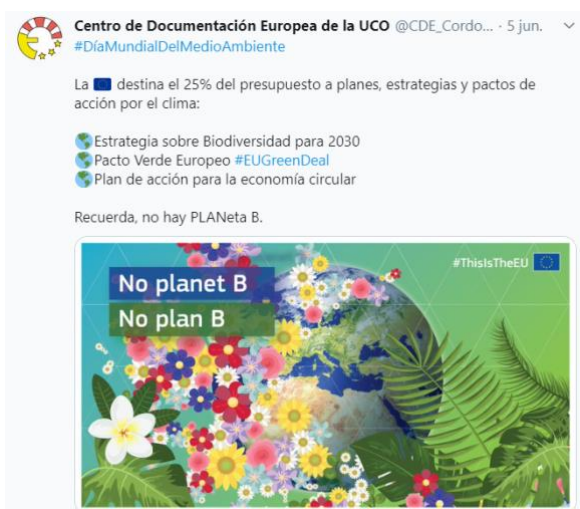 Centro de Documentación Europea de la UCO @CDE_Cordo... · 5 jun.
#DíaMundialDelMedioAmbiente
La 🇪🇺 destina el 25% del presupuesto a planes, estrategias y pactos de
acción por el clima:
🌎Estrategia sobre Biodiversidad para 2030
🌎Pacto Verde Europeo #EUGreenDeal
🌎Plan de acción para la economía circular
Recuerda, no hay PLANeta B.
#ThisIsTheEU
No planet B
No plan B